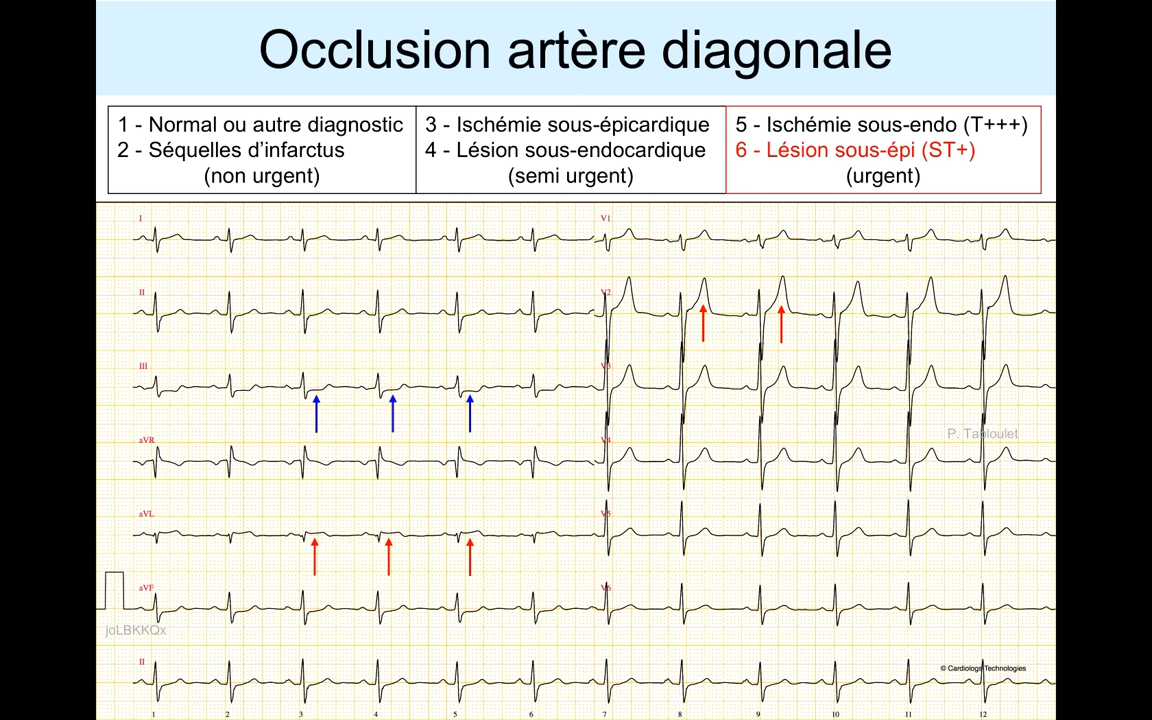 Occlusion artère diagonale
1 - Normal ou autre diagnostic
2 - Séquelles d'infarctus
(non urgent)
3 - Ischémie sous-épicardique
4 - Lésion sous-endocardique
(semi urgent)
5 - Ischémie sous-endo (T+++)
6 - Lésion sous-épi (ST+)
(urgent)
I
V1
II
V2
III
V3
aVR
V4
P. Tabloulet
aVL
V5
aVF
V6
joLBKKQx
II
© Cardiologs Technologies
1 2 3 4 5 6 7 8 9 10 11 12